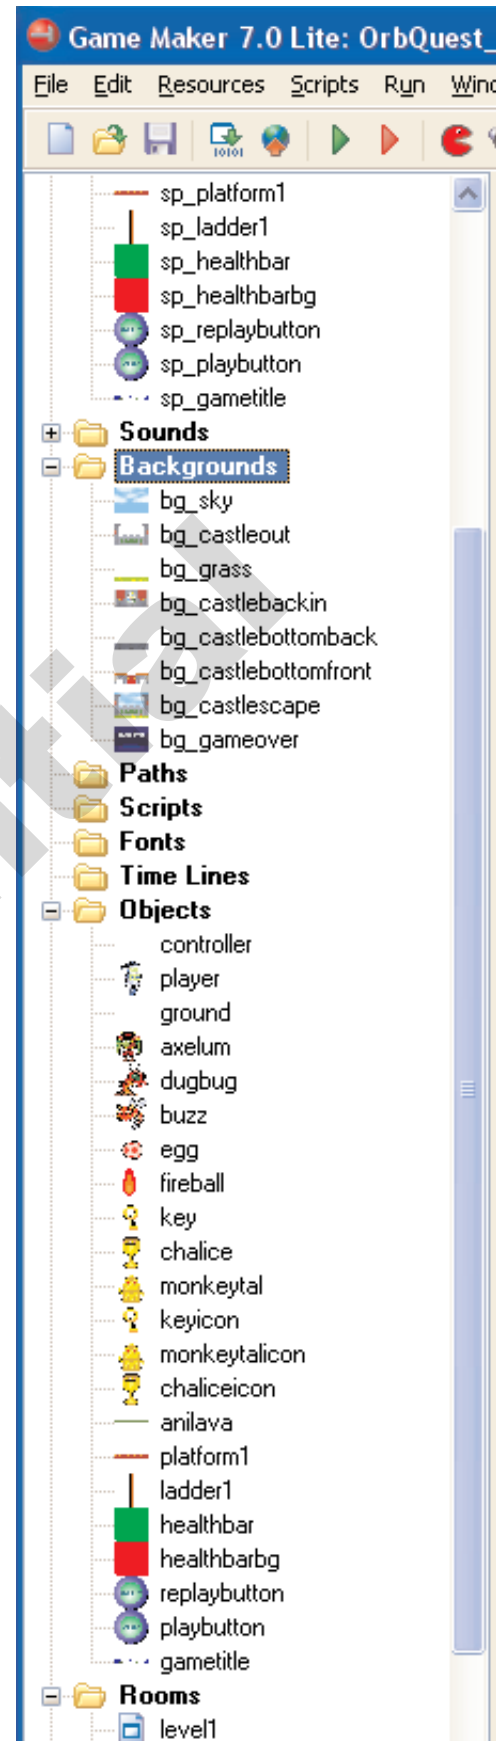 Game Maker 7.0 Lite: OrbQuest_
File Edit Resources Scripts Run
sp_platform1
sp_ladder1
sp_healthbar
sp_healthbarbg
sp_replaybutton
sp_playbutton
sp_gametitle
Sounds
Backgrounds
bg_sky
bg_castleout
bg_grass
bg_castlebackin
bg_castlebottomback
bg_castlebottomfront
bg_castlescape
bg_gameover
Paths
Scripts
Fonts
Time Lines
Objects
controller
player
ground
axelum
dugbug
buzz
egg
fireball
key
chalice
monkeytal
keyicon
monkeytalicon
chaliceicon
anilava
platform1
ladder1
healthbar
healthbarbg
replaybutton
playbutton
gametitle
Rooms
level1